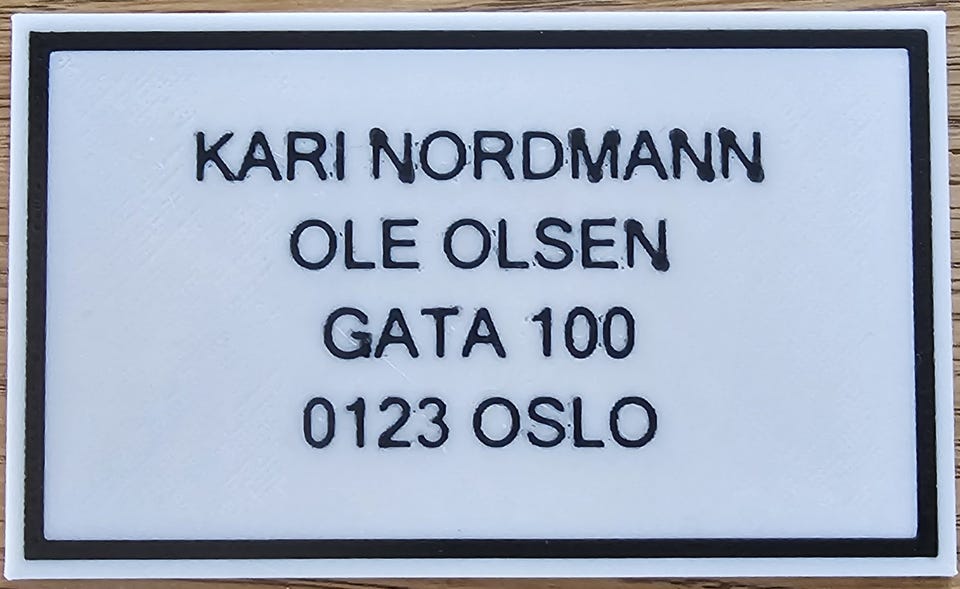 KARI NORDMANN
OLE OLSEN
GATA 100
0123 OSLO